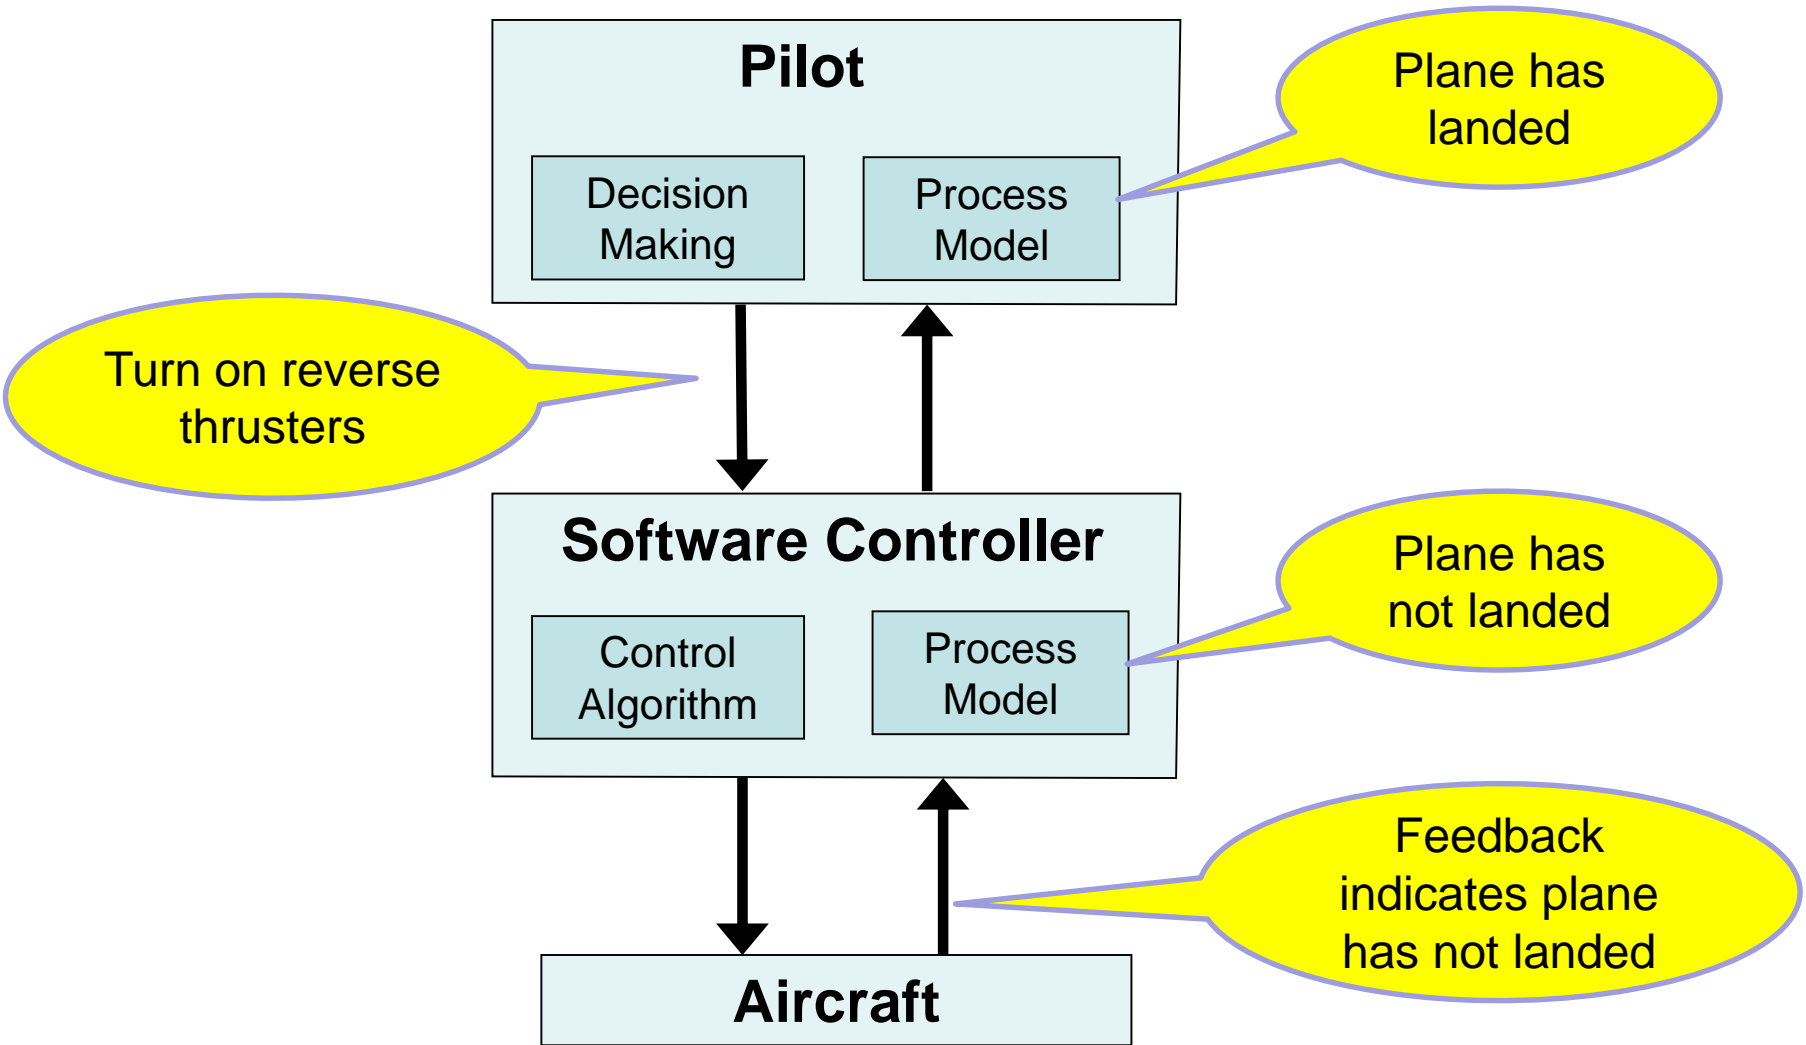 Pilot
Plane has
landed
Decision
Making
Process
Model
Turn on reverse
thrusters
Software Controller
Plane has
not landed
Control
Algorithm
Process
Model
Feedback
indicates plane
has not landed
Aircraft